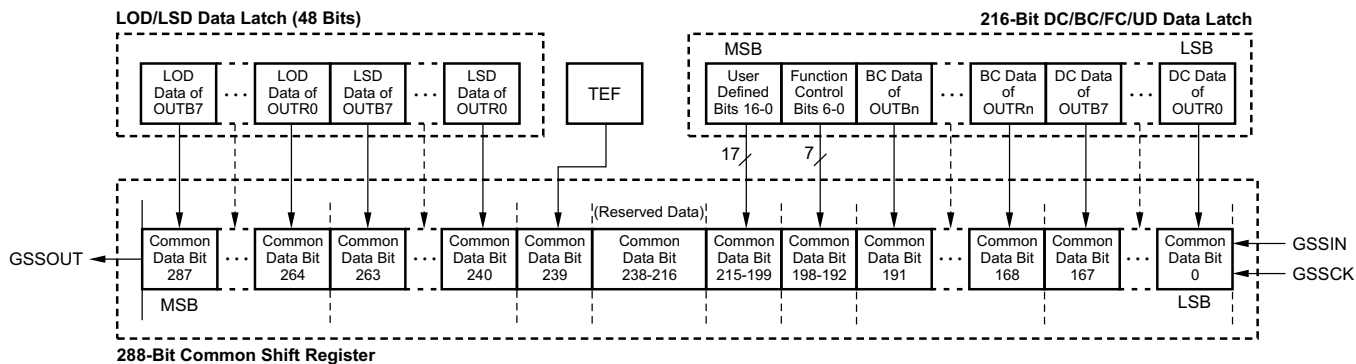 LOD/LSD Data Latch (48 Bits)
216-Bit DC/BC/FC/UD Data Latch
MSB
LSB
LOD
Data of
OUTB7
...
LOD
Data of
OUTR0
LSD
Data of
OUTB7
...
LSD
Data of
OUTR0
TEF
User
Defined
Bits 16-0
Function
Control
Bits 6-0
BC Data
of
OUTBn
...
BC Data
of
OUTRn
DC Data
of
OUTB7
...
DC Data
of
OUTR0
17
7
(Reserved Data)
GSSOUT
Common
Data Bit
287
...
Common
Data Bit
264
Common
Data Bit
263
...
Common
Data Bit
240
Common
Data Bit
239
Common
Data Bit
238-216
Common
Data Bit
215-199
Common
Data Bit
198-192
Common
Data Bit
191
...
Common
Data Bit
168
Common
Data Bit
167
...
Common
Data Bit
0
GSSIN
GSSCK
MSB
LSB
288-Bit Common Shift Register